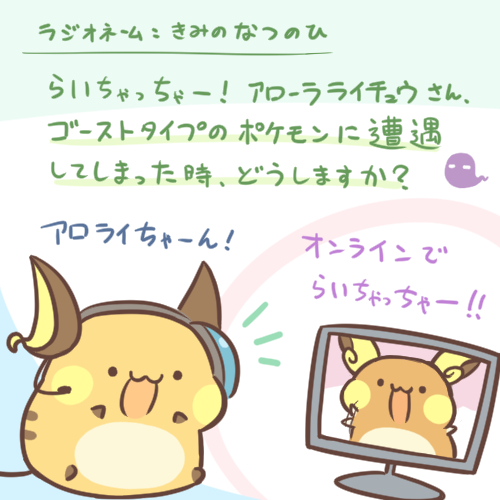 ラジオネーム：きみのなつのひ
らいちゃっちゃー！アローラライチュウさん、
ゴーストタイプのポケモンに遭遇
してしまった時、どうしますか？
アロライちゃーん！
オンラインで
らいちゃっちゃー！！